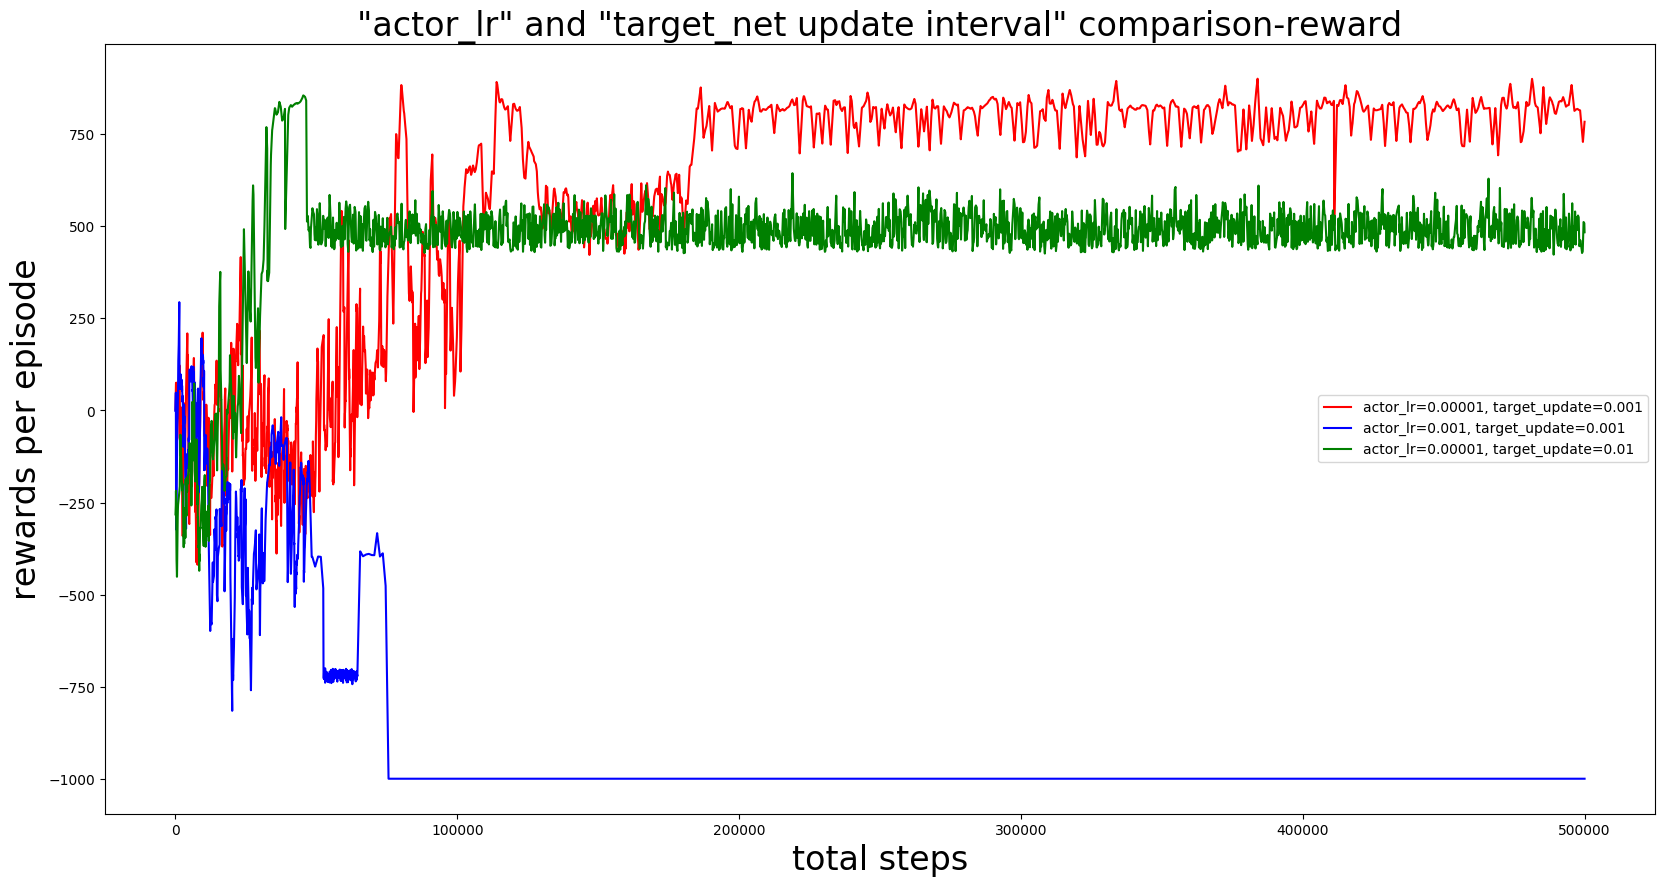 "actor_lr" and "target_net update interval" comparison-reward
rewards per episode
750
500
250
0
−250
−500
−750
−1000
actor_lr=0.00001, target_update=0.001
actor_lr=0.001, target_update=0.001
actor_lr=0.00001, target_update=0.01
0
100000
200000
300000
400000
500000
total steps